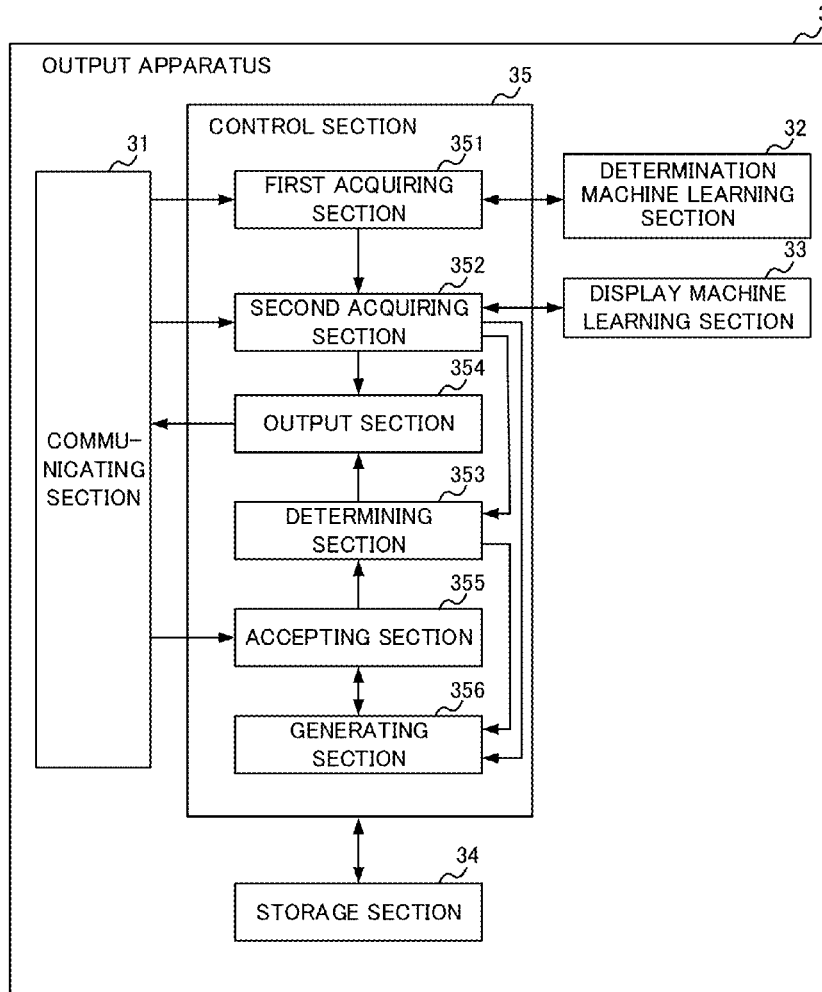 3
OUTPUT APPARATUS
35
CONTROL SECTION
31
COMMU-
NICATING
SECTION
351
FIRST ACQUIRING
SECTION
32
DETERMINATION
MACHINE LEARNING
SECTION
352
SECOND ACQUIRING
SECTION
33
DISPLAY MACHINE
LEARNING SECTION
354
OUTPUT SECTION
353
DETERMINING
SECTION
355
ACCEPTING SECTION
356
GENERATING
SECTION
34
STORAGE SECTION